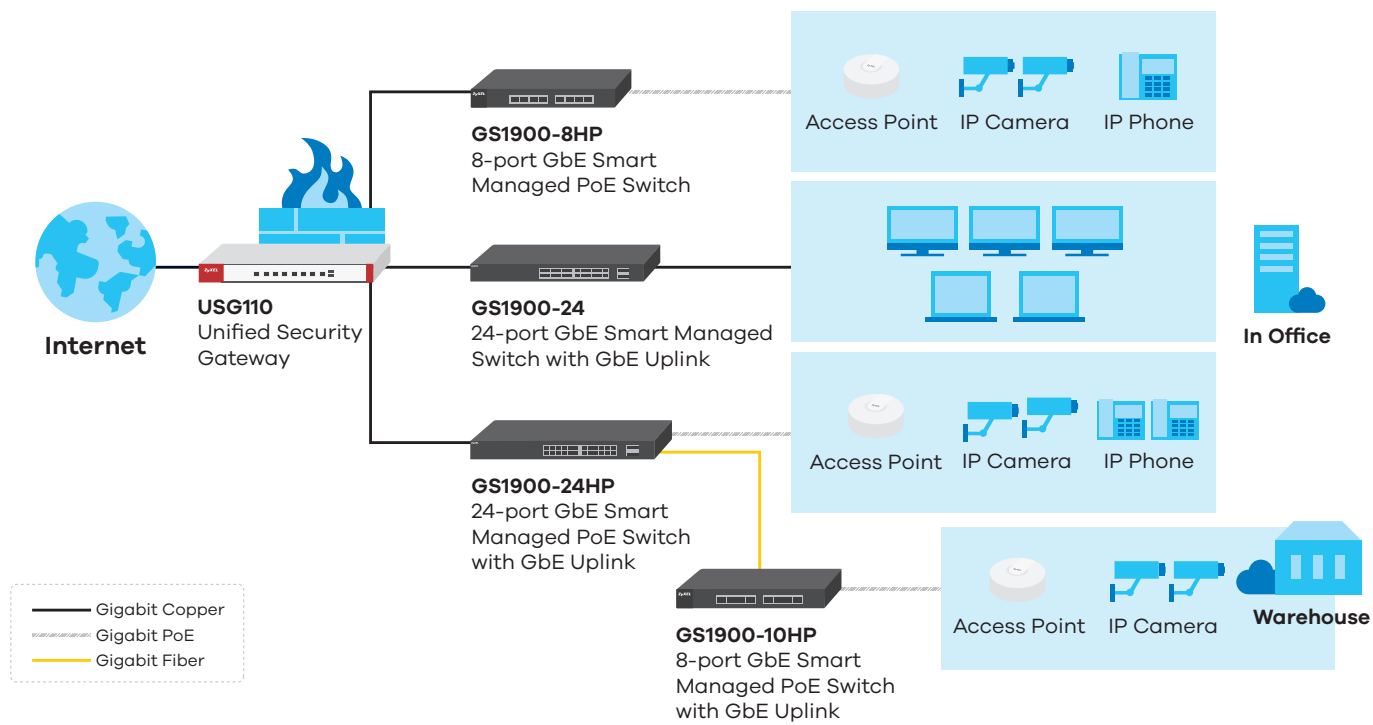 ZyXEL
GS1900-8HP
8-port GbE Smart
Managed PoE Switch
Access Point
IP Camera
IP Phone
Internet
ZyXEL
USG110
Unified Security
Gateway
GS1900-24
24-port GbE Smart Managed
Switch with GbE Uplink
In Office
GS1900-24HP
24-port GbE Smart
Managed PoE Switch
with GbE Uplink
Access Point
IP Camera
IP Phone
ZyXEL
GS1900-10HP
8-port GbE Smart
Managed PoE Switch
with GbE Uplink
Access Point
IP Camera
Warehouse
Gigabit Copper
Gigabit PoE
Gigabit Fiber